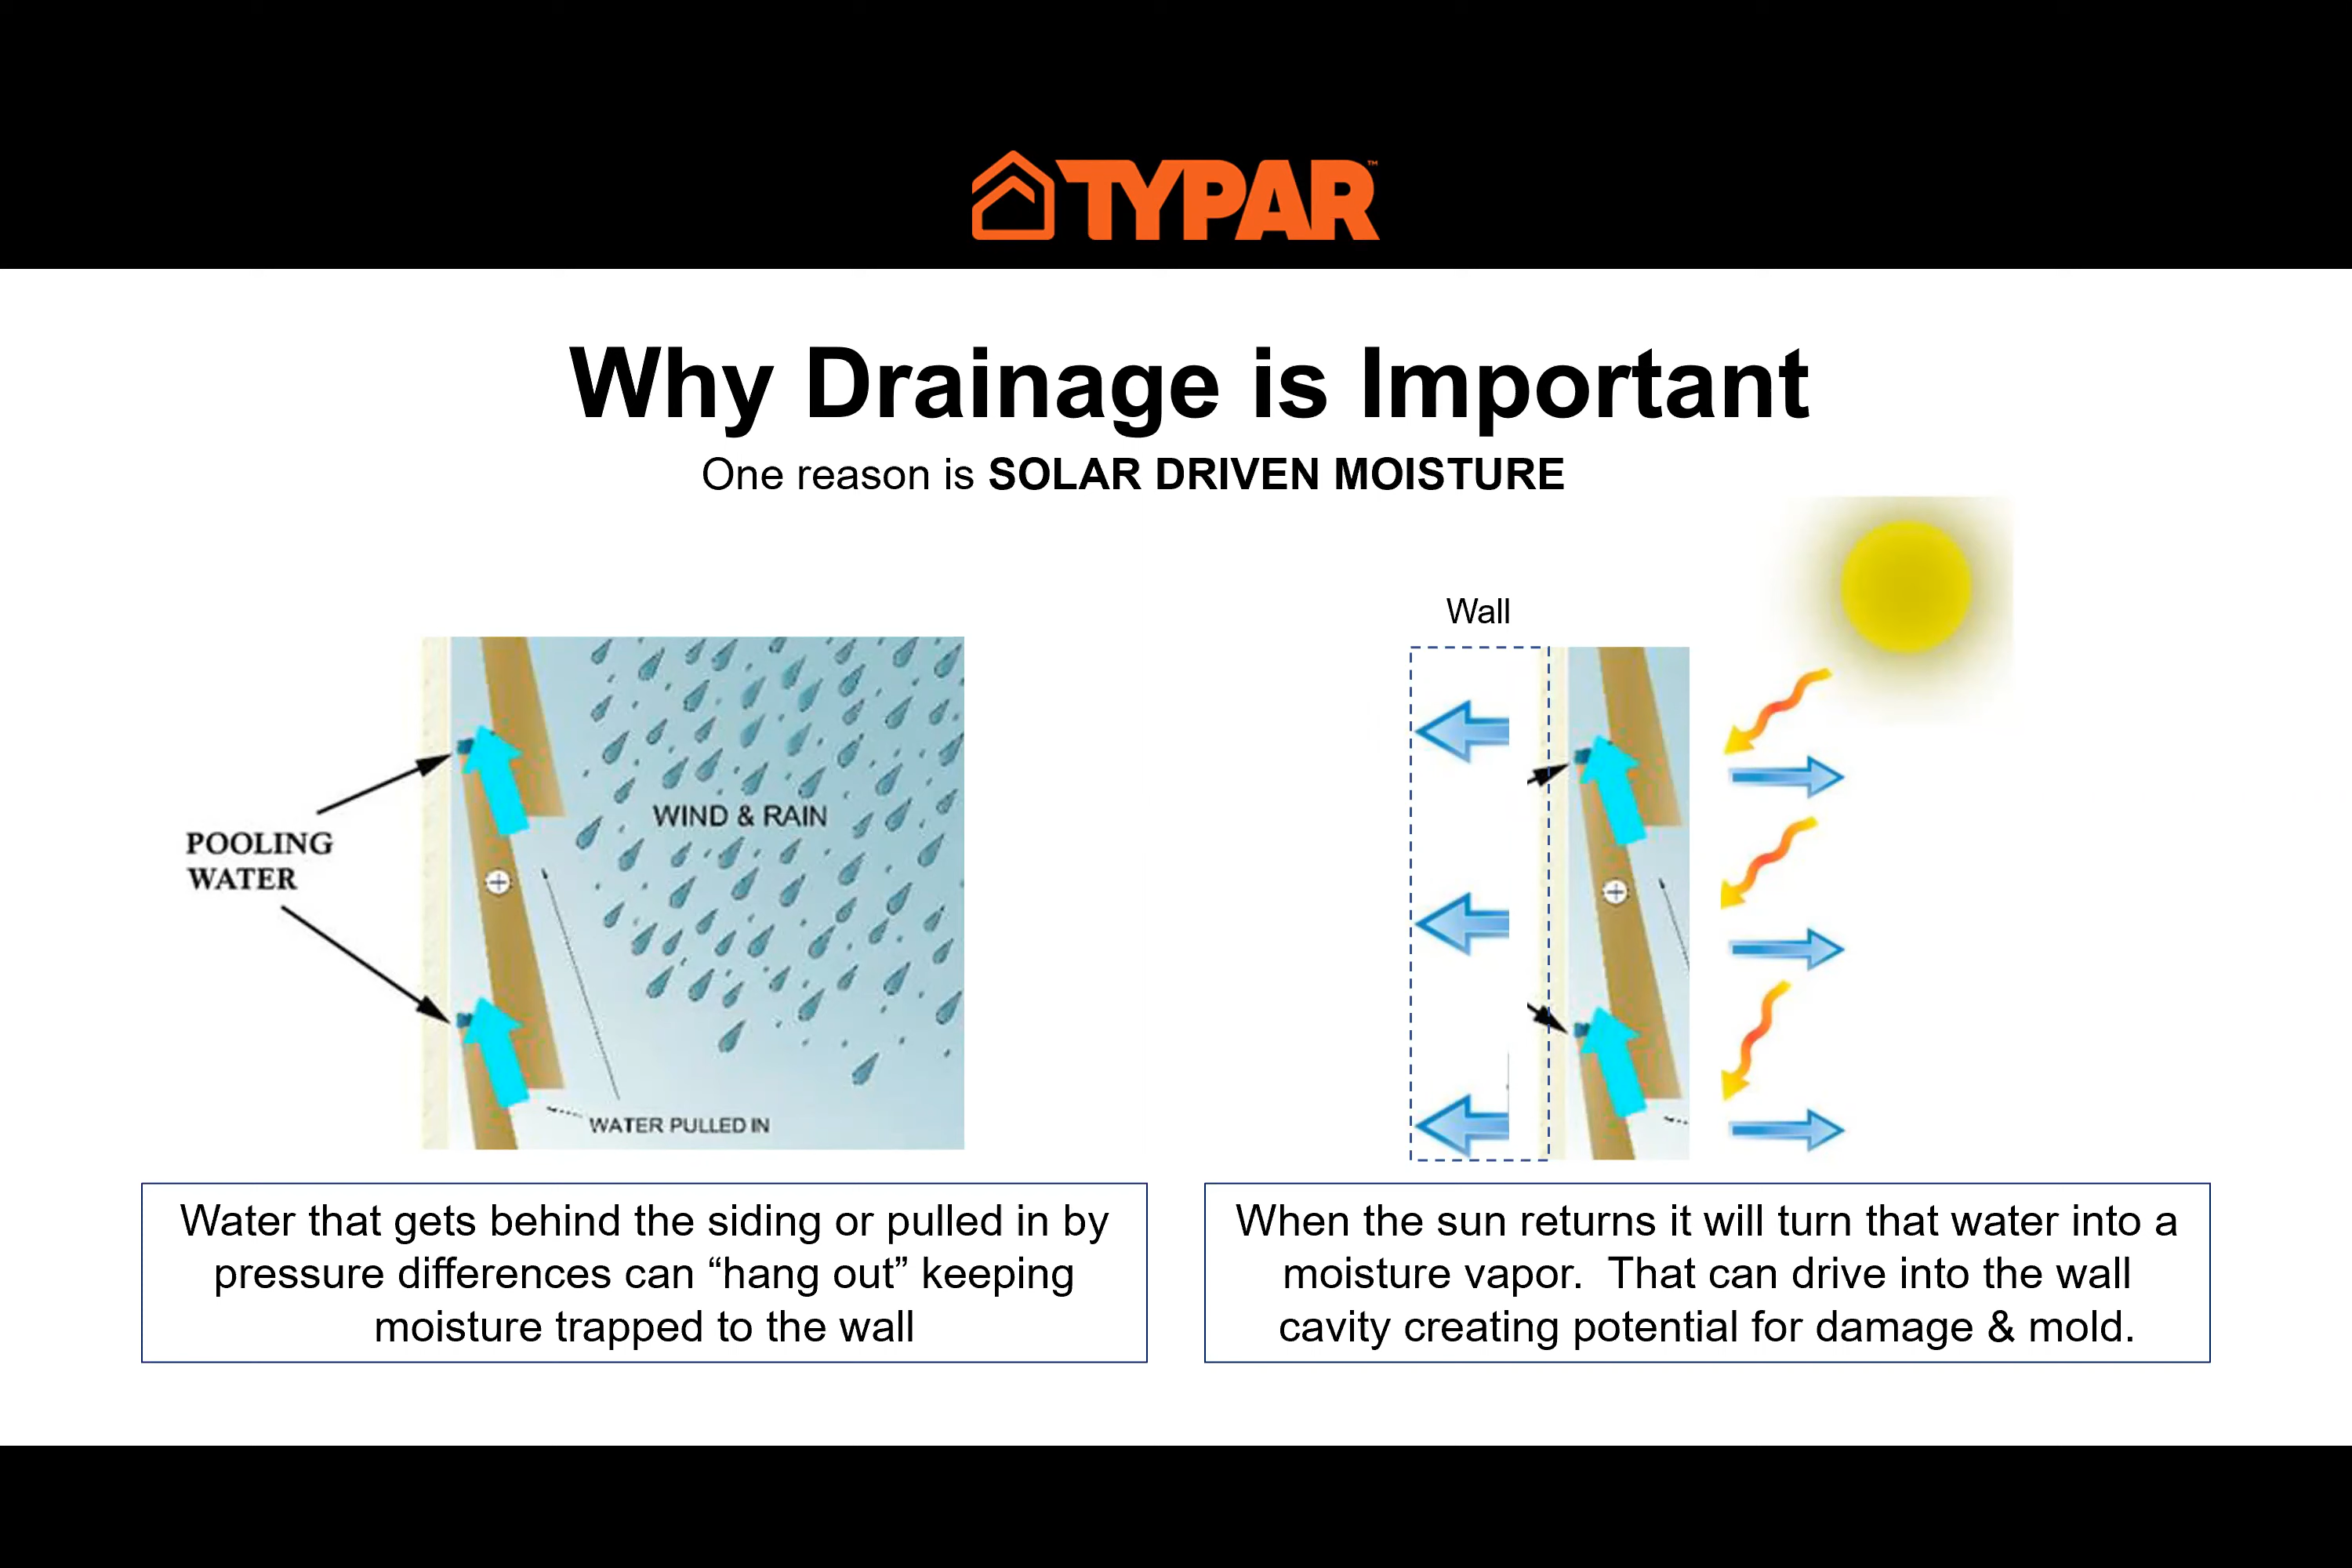 TYPAR™
Why Drainage is Important
One reason is SOLAR DRIVEN MOISTURE
POOLING
WATER
WIND & RAIN
WATER PULLED IN
Water that gets behind the siding or pulled in by
pressure differences can “hang out” keeping
moisture trapped to the wall
Wall
When the sun returns it will turn that water into a
moisture vapor.  That can drive into the wall
cavity creating potential for damage & mold.